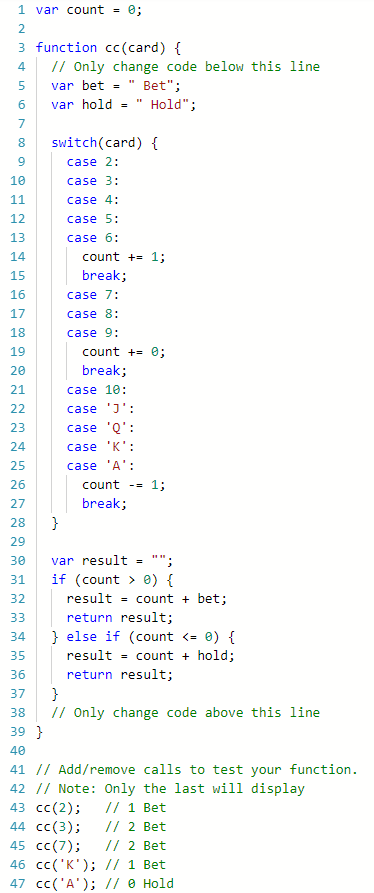 1 var count = 0;
2
3 function cc(card) {
4   // Only change code below this line
5   var bet = " Bet";
6   var hold = " Hold";
7
8   switch(card) {
9     case 2:
10     case 3:
11     case 4:
12     case 5:
13     case 6:
14       count += 1;
15       break;
16     case 7:
17     case 8:
18     case 9:
19       count += 0;
20       break;
21     case 10:
22     case 'J':
23     case 'Q':
24     case 'K':
25     case 'A':
26       count -= 1;
27       break;
28   }
29
30   var result = "";
31   if (count > 0) {
32     result = count + bet;
33     return result;
34   } else if (count <= 0) {
35     result = count + hold;
36     return result;
37   }
38   // Only change code above this line
39 }
40
41 // Add/remove calls to test your function.
42 // Note: Only the last will display
43 cc(2);   // 1 Bet
44 cc(3);   // 2 Bet
45 cc(7);   // 2 Bet
46 cc('K'); // 1 Bet
47 cc('A'); // 0 Hold